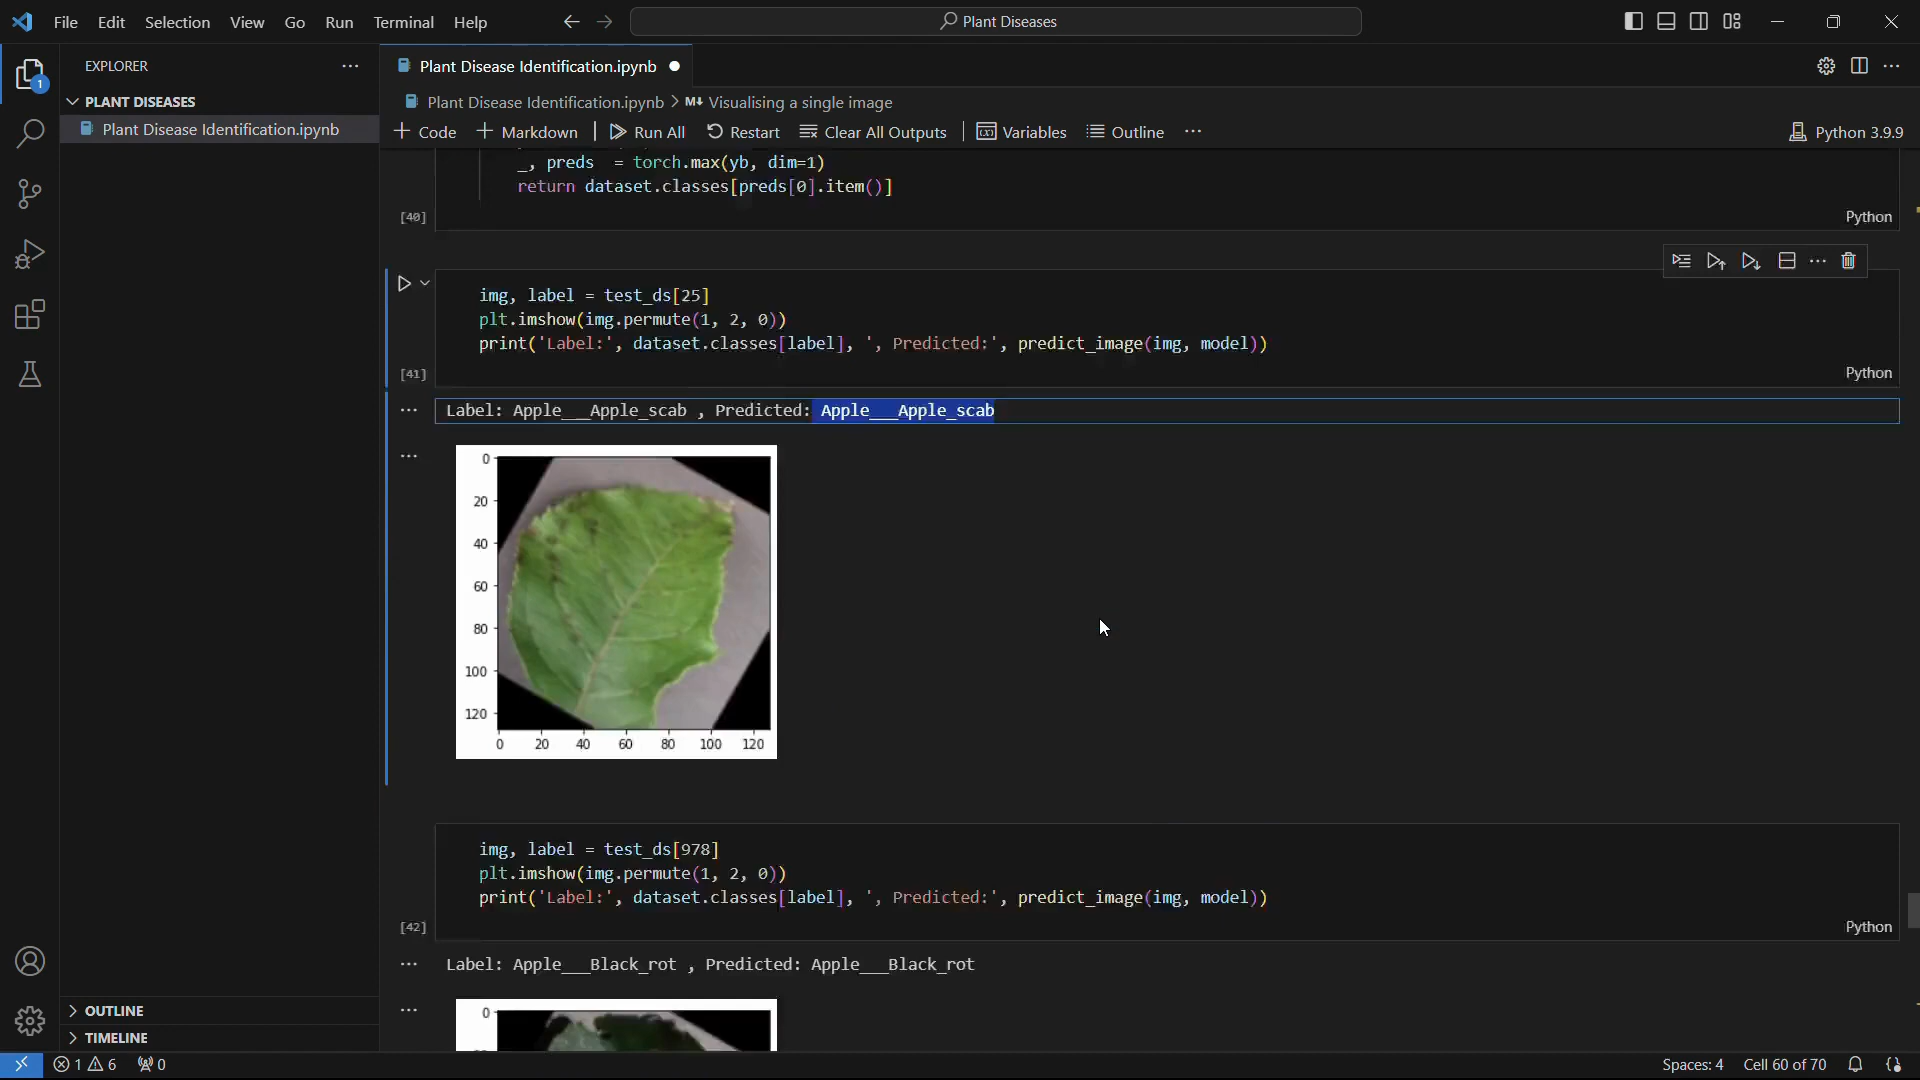 File Edit Selection View Go Run Terminal Help
Plant Diseases
1
EXPLORER
PLANT DISEASES
Plant Disease Identification.ipynb
OUTLINE
TIMELINE
Plant Disease Identification.ipynb
Plant Disease Identification.ipynb > M↓ Visualising a single image
+ Code + Markdown Run All Restart Clear All Outputs Variables Outline ...
Python 3.9.9
_, preds  = torch.max(yb, dim=1)
return dataset.classes[preds[0].item()]
[40]
Python
img, label = test_ds[25]
plt.imshow(img.permute(1, 2, 0))
print('Label:', dataset.classes[label], ', Predicted:', predict_image(img, model))
[41]
Python
Label: Apple___Apple_scab , Predicted: Apple___Apple_scab
0
20
40
60
80
100
120
0 20 40 60 80 100 120
img, label = test_ds[978]
plt.imshow(img.permute(1, 2, 0))
print('Label:', dataset.classes[label], ', Predicted:', predict_image(img, model))
[42]
Python
Label: Apple___Black_rot , Predicted: Apple___Black_rot
0
1 6 0
Spaces: 4 Cell 60 of 70